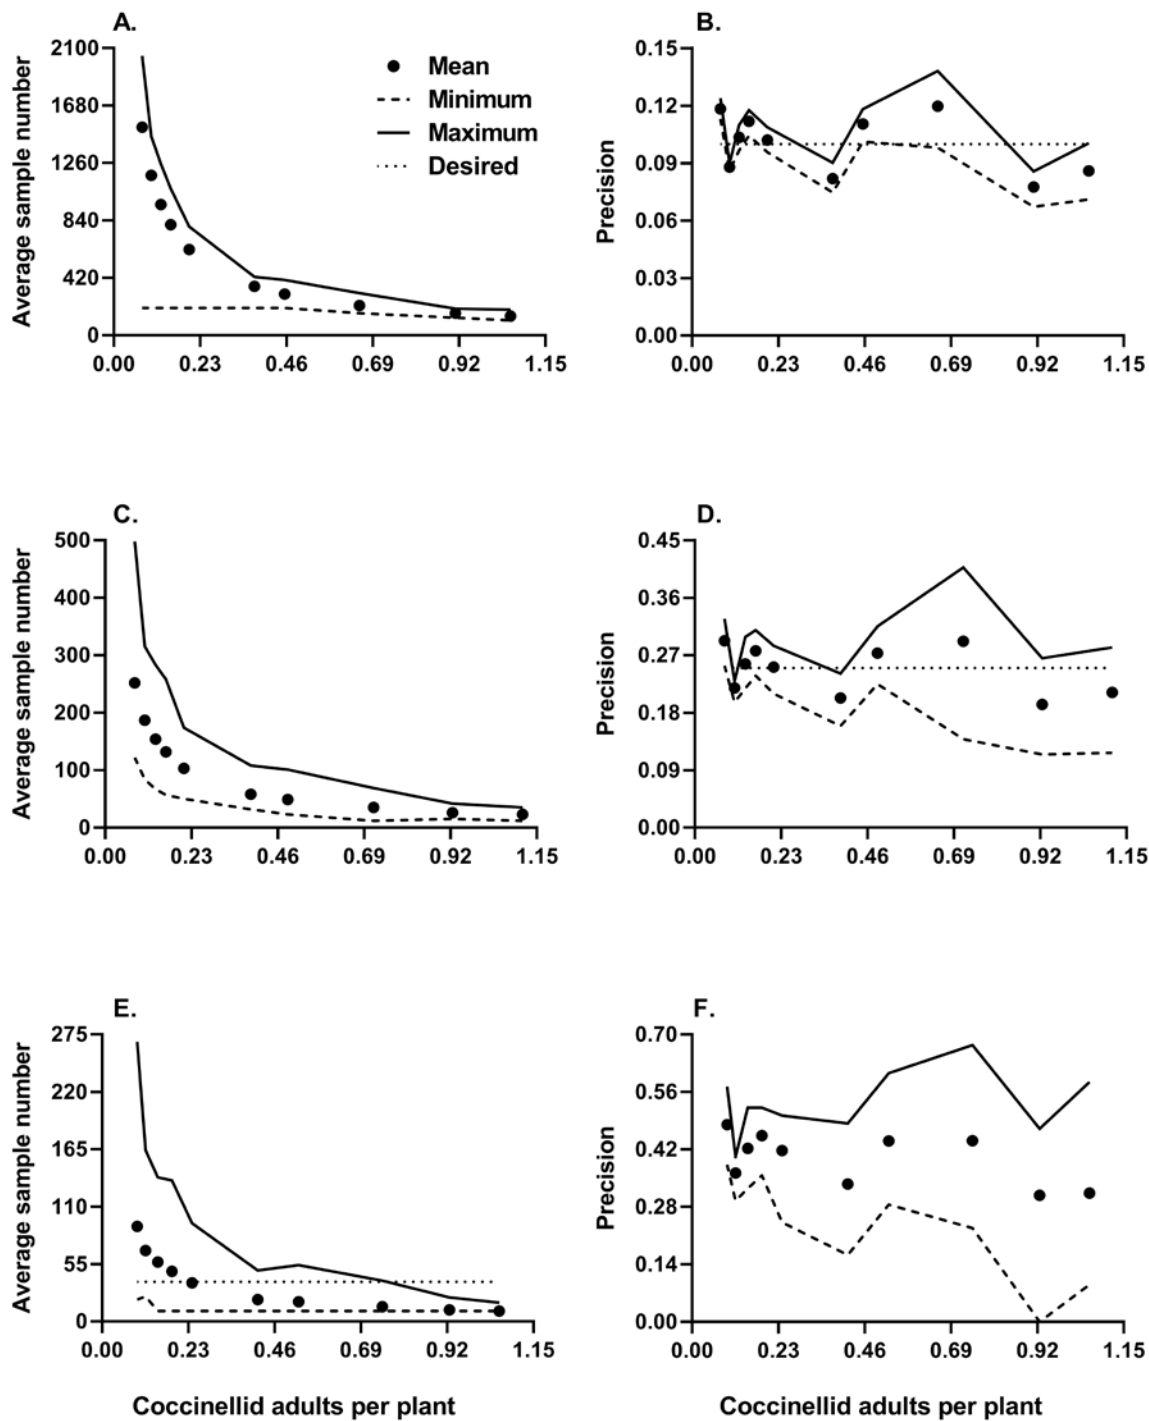 A.
B.
2100
1680
1260
840
420
0
Average sample number
Mean
Minimum
Maximum
Desired
0.00 0.23 0.46 0.69 0.92 1.15
0.15
0.12
0.09
0.06
0.03
0.00
Precision
0.00 0.23 0.46 0.69 0.92 1.15
C.
D.
500
400
300
200
100
0
Average sample number
0.00 0.23 0.46 0.69 0.92 1.15
0.45
0.36
0.27
0.18
0.09
0.00
Precision
0.00 0.23 0.46 0.69 0.92 1.15
E.
F.
275
220
165
110
55
0
Average sample number
0.00 0.23 0.46 0.69 0.92 1.15
Coccinellid adults per plant
0.70
0.56
0.42
0.28
0.14
0.00
Precision
0.00 0.23 0.46 0.69 0.92 1.15
Coccinellid adults per plant